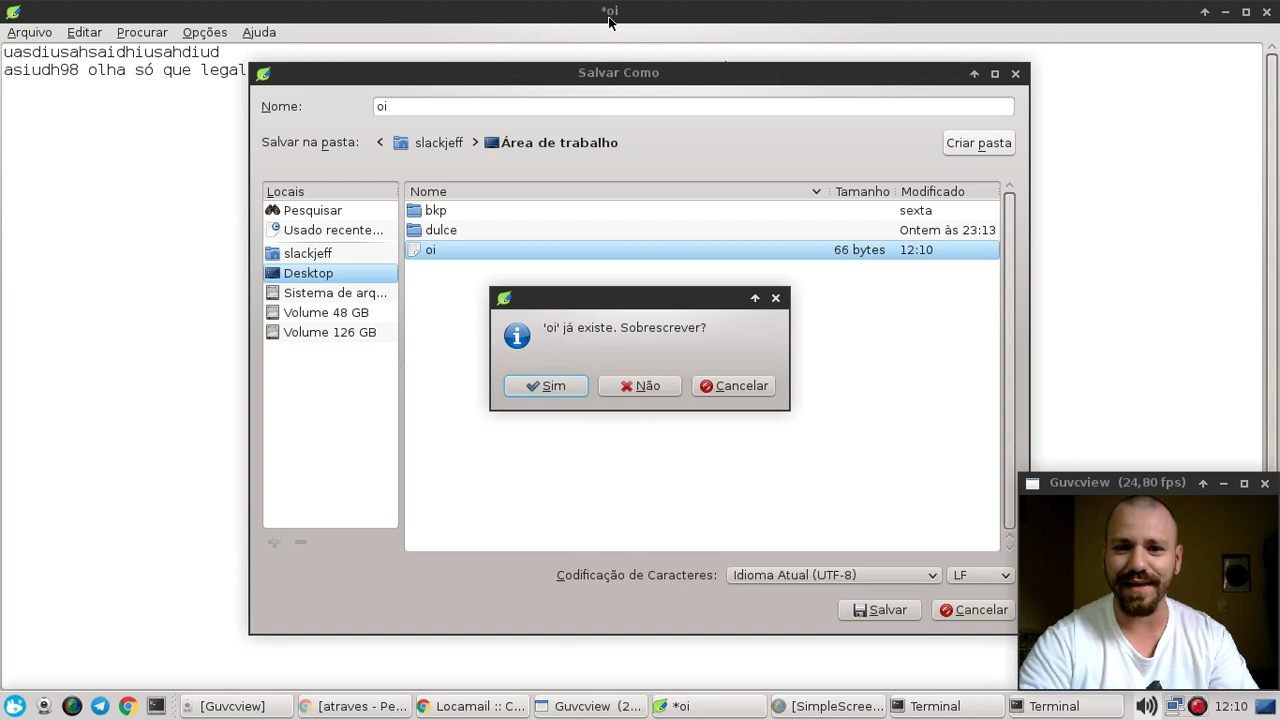 *oi
Arquivo Editar Procurar Opções Ajuda
uasdiusahsaidhiusahdiud
asiudh98 olha só que legal
Salvar Como
Nome: oi
Salvar na pasta: < slackjeff > Área de trabalho Criar pasta
Locais Nome Tamanho Modificado
Pesquisar bkp sexta
Usado recente... dulce Ontem às 23:13
slackjeff oi 66 bytes 12:10
Desktop
Sistema de arq...
Volume 48 GB
Volume 126 GB
'oi' já existe. Sobrescrever?
Sim Não Cancelar
Codificação de Caracteres: Idioma Atual (UTF-8) LF
Salvar Cancelar
Guvcview (24,80 fps)
[Guvcview] [atraves - Pe... Locamail :: C... Guvcview (2... *oi [SimpleScree... Terminal Terminal 12:10